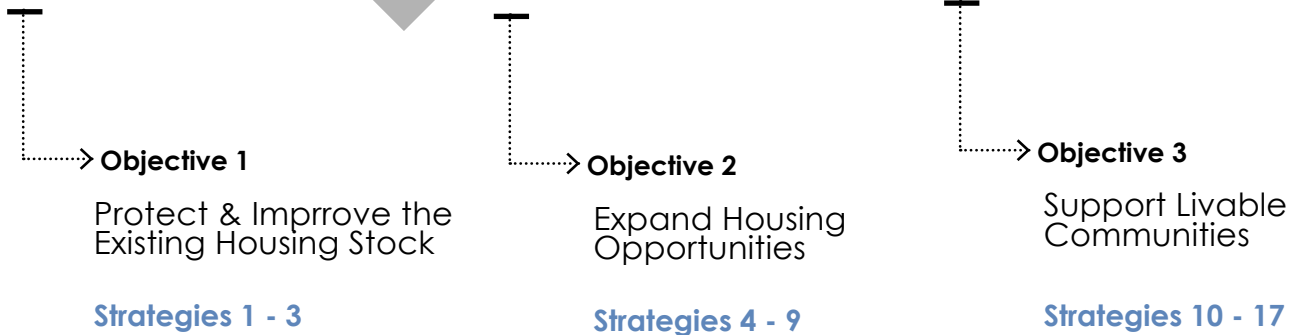 Objective 1
Protect & Imprrove the
Existing Housing Stock
Strategies 1 - 3
Objective 2
Expand Housing
Opportunities
Strategies 4 - 9
Objective 3
Support Livable
Communities
Strategies 10 - 17